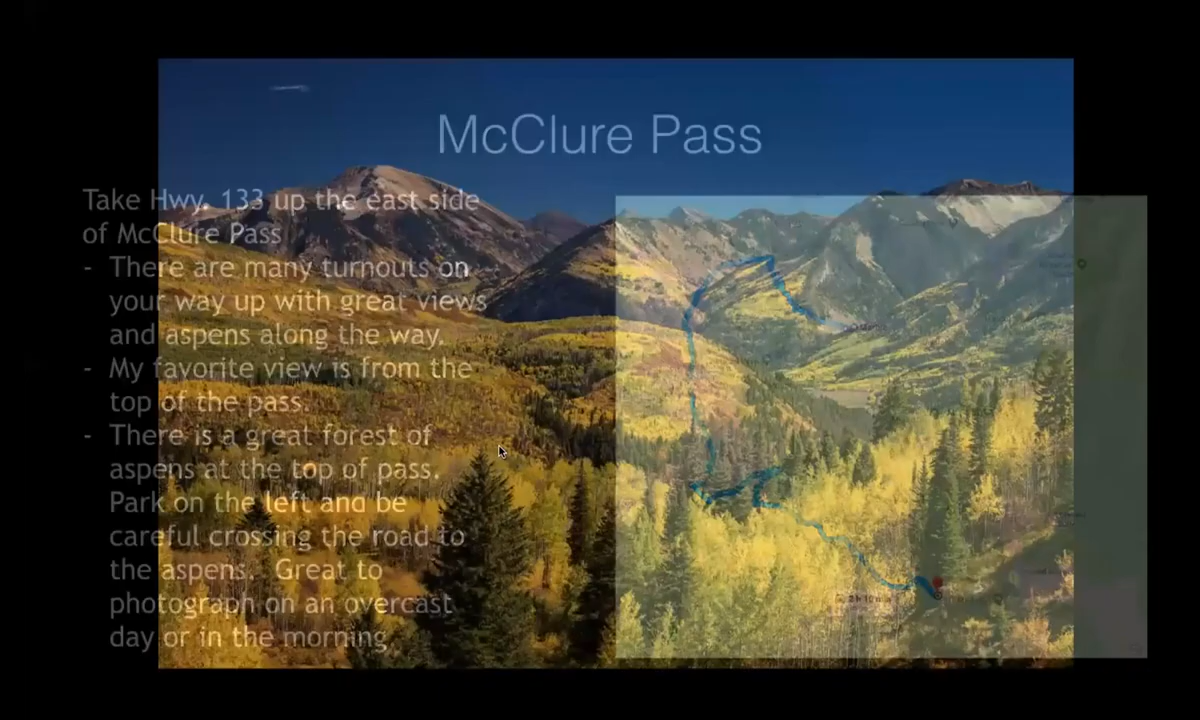 McClure Pass
Take Hwy. 133 up the east side
of McClure Pass
- There are many turnouts on
your way up with great views
and aspens along the way.
- My favorite view is from the
top of the pass.
- There is a great forest of
aspens at the top of pass.
Park on the left and be
careful crossing the road to
the aspens. Great to
photograph on an overcast
day or in the morning